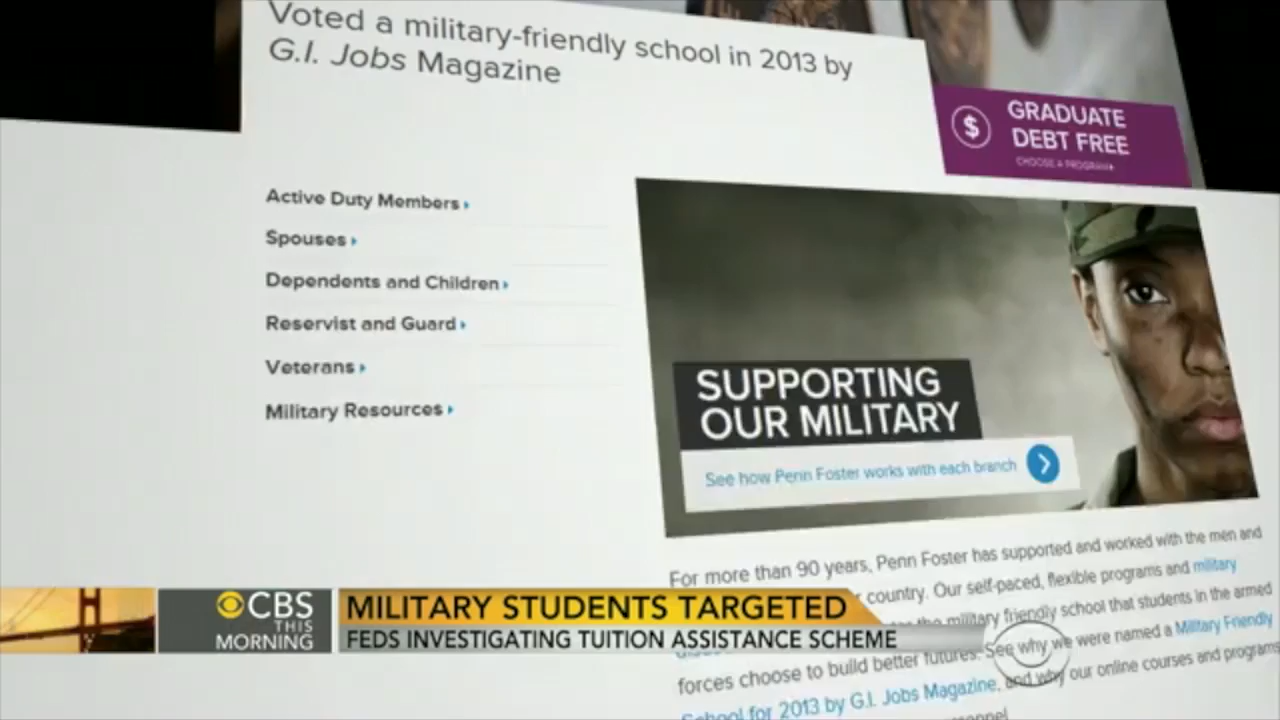 Voted a military-friendly school in 2013 by
G.I. Jobs Magazine
$
GRADUATE
DEBT FREE
CHOOSE A PROGRAM
Active Duty Members
Spouses
Dependents and Children
Reservist and Guard
Veterans
Military Resources
SUPPORTING
OUR MILITARY
See how Penn Foster works with each branch
For more than 90 years, Penn Foster has supported and worked with the men and
country. Our self-paced, flexible programs and military
the military friendly school that students in the armed
forces choose to build better futures. See why we were named a Military Friendly
School for 2013 by G.I. Jobs Magazine, and why our online courses and programs
CBS
THIS
MORNING
MILITARY STUDENTS TARGETED
FEDS INVESTIGATING TUITION ASSISTANCE SCHEME